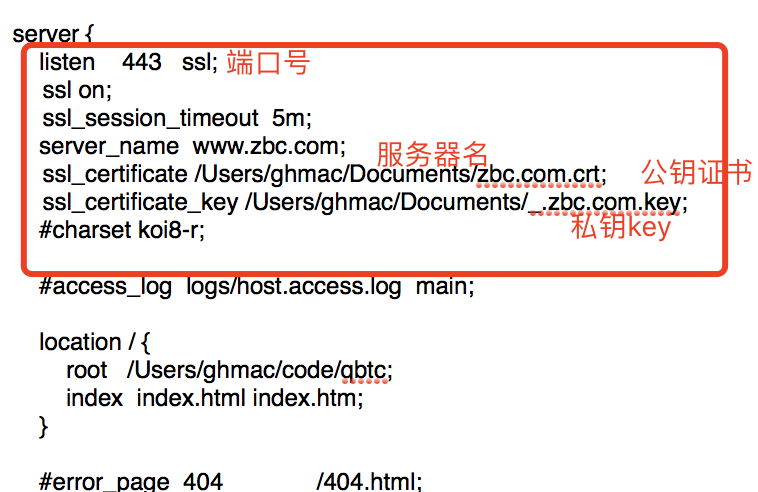 server {
listen 443 ssl; 端口号
ssl on;
ssl_session_timeout 5m;
server_name www.zbc.com; 服务器名
ssl_certificate /Users/ghmac/Documents/zbc.com.crt; 公钥证书
ssl_certificate_key /Users/ghmac/Documents/_.zbc.com.key;
私钥key
#charset koi8-r;
#access_log logs/host.access.log main;
location / {
root /Users/ghmac/code/qbtc;
index index.html index.htm;
}
#error_page 404 /404.html;